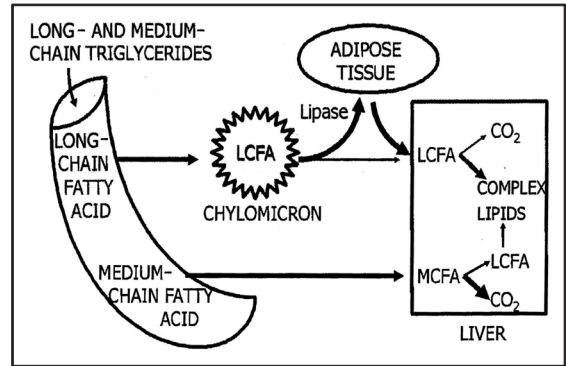 LONG- AND MEDIUM-
CHAIN TRIGLYCERIDES
ADIPOSE
TISSUE
Lipase
LONG-
CHAIN
FATTY
ACID
LCFA
CHYLOMICRON
LCFA
CO2
COMPLEX
LIPIDS
MEDIUM-
CHAIN FATTY
ACID
MCFA
LCFA
CO2
LIVER